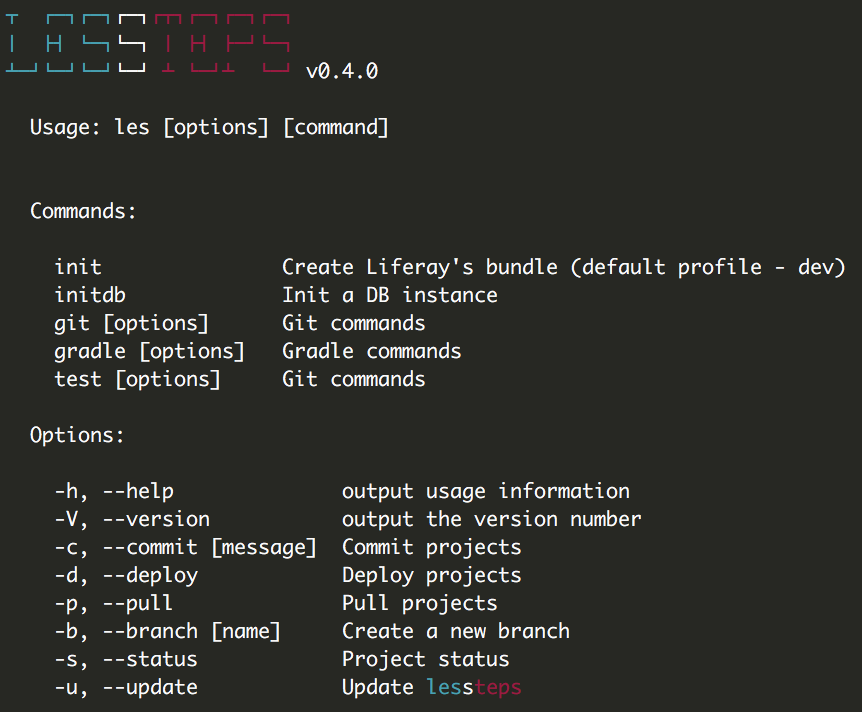 LESSTEPS v0.4.0
Usage: les [options] [command]
Commands:
init Create Liferay's bundle (default profile - dev)
initdb Init a DB instance
git [options] Git commands
gradle [options] Gradle commands
test [options] Git commands
Options:
-h, --help output usage information
-V, --version output the version number
-c, --commit [message] Commit projects
-d, --deploy Deploy projects
-p, --pull Pull projects
-b, --branch [name] Create a new branch
-s, --status Project status
-u, --update Update lessteps